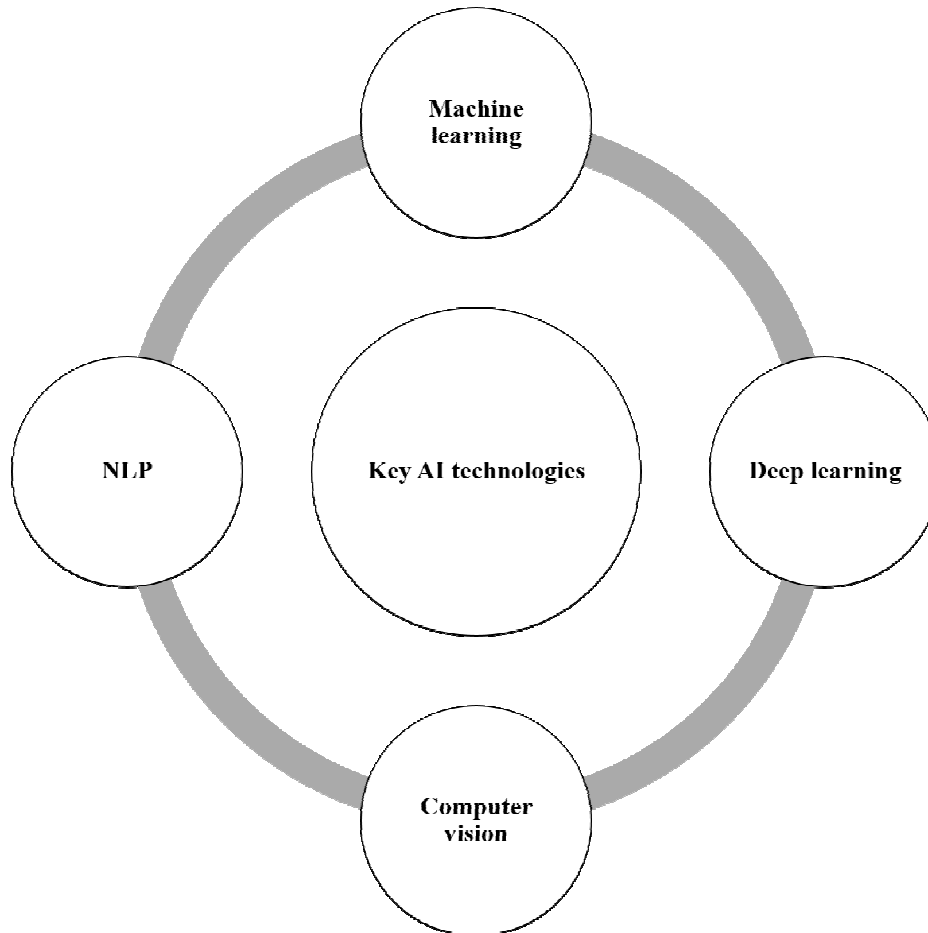 Machine
learning
NLP
Key AI technologies
Deep learning
Computer
vision